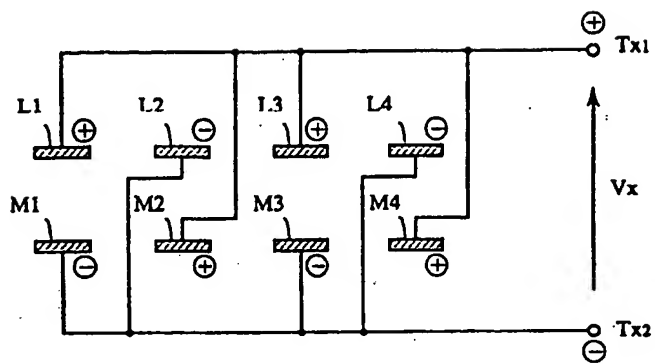 ⊕ Tx1
L1 ⊕ L2 ⊖ L3 ⊕ L4 ⊖
Vx
M1 ⊖ M2 ⊕ M3 ⊖ M4 ⊕
Tx2
⊖